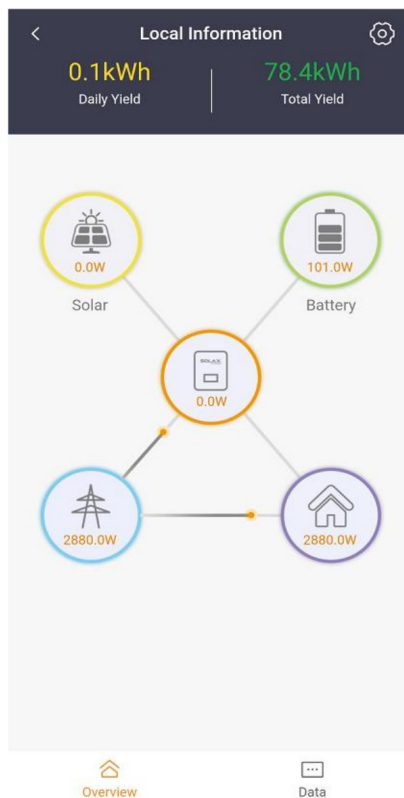 Local Information
0.1kWh
78.4kWh
Daily Yield
Total Yield
0.0W
101.0W
Solar
Battery
SOLAX
0.0W
2880.0W
2880.0W
Overview
Data